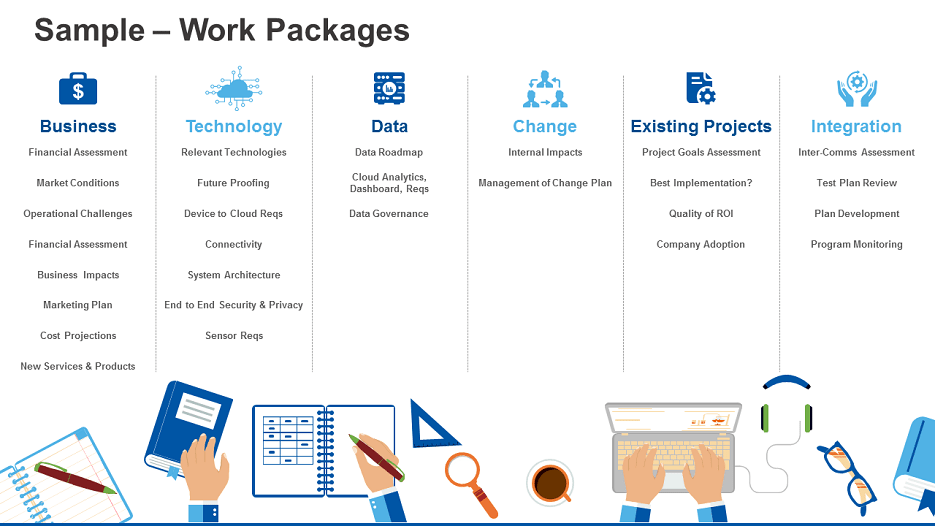 Sample – Work Packages
$
Business
Financial Assessment
Market Conditions
Operational Challenges
Financial Assessment
Business Impacts
Marketing Plan
Cost Projections
New Services & Products
Technology
Relevant Technologies
Future Proofing
Device to Cloud Reqs
Connectivity
System Architecture
End to End Security & Privacy
Sensor Reqs
Data
Data Roadmap
Cloud Analytics,
Dashboard, Reqs
Data Governance
Change
Internal Impacts
Management of Change Plan
Existing Projects
Project Goals Assessment
Best Implementation?
Quality of ROI
Company Adoption
Integration
Inter-Comms Assessment
Test Plan Review
Plan Development
Program Monitoring